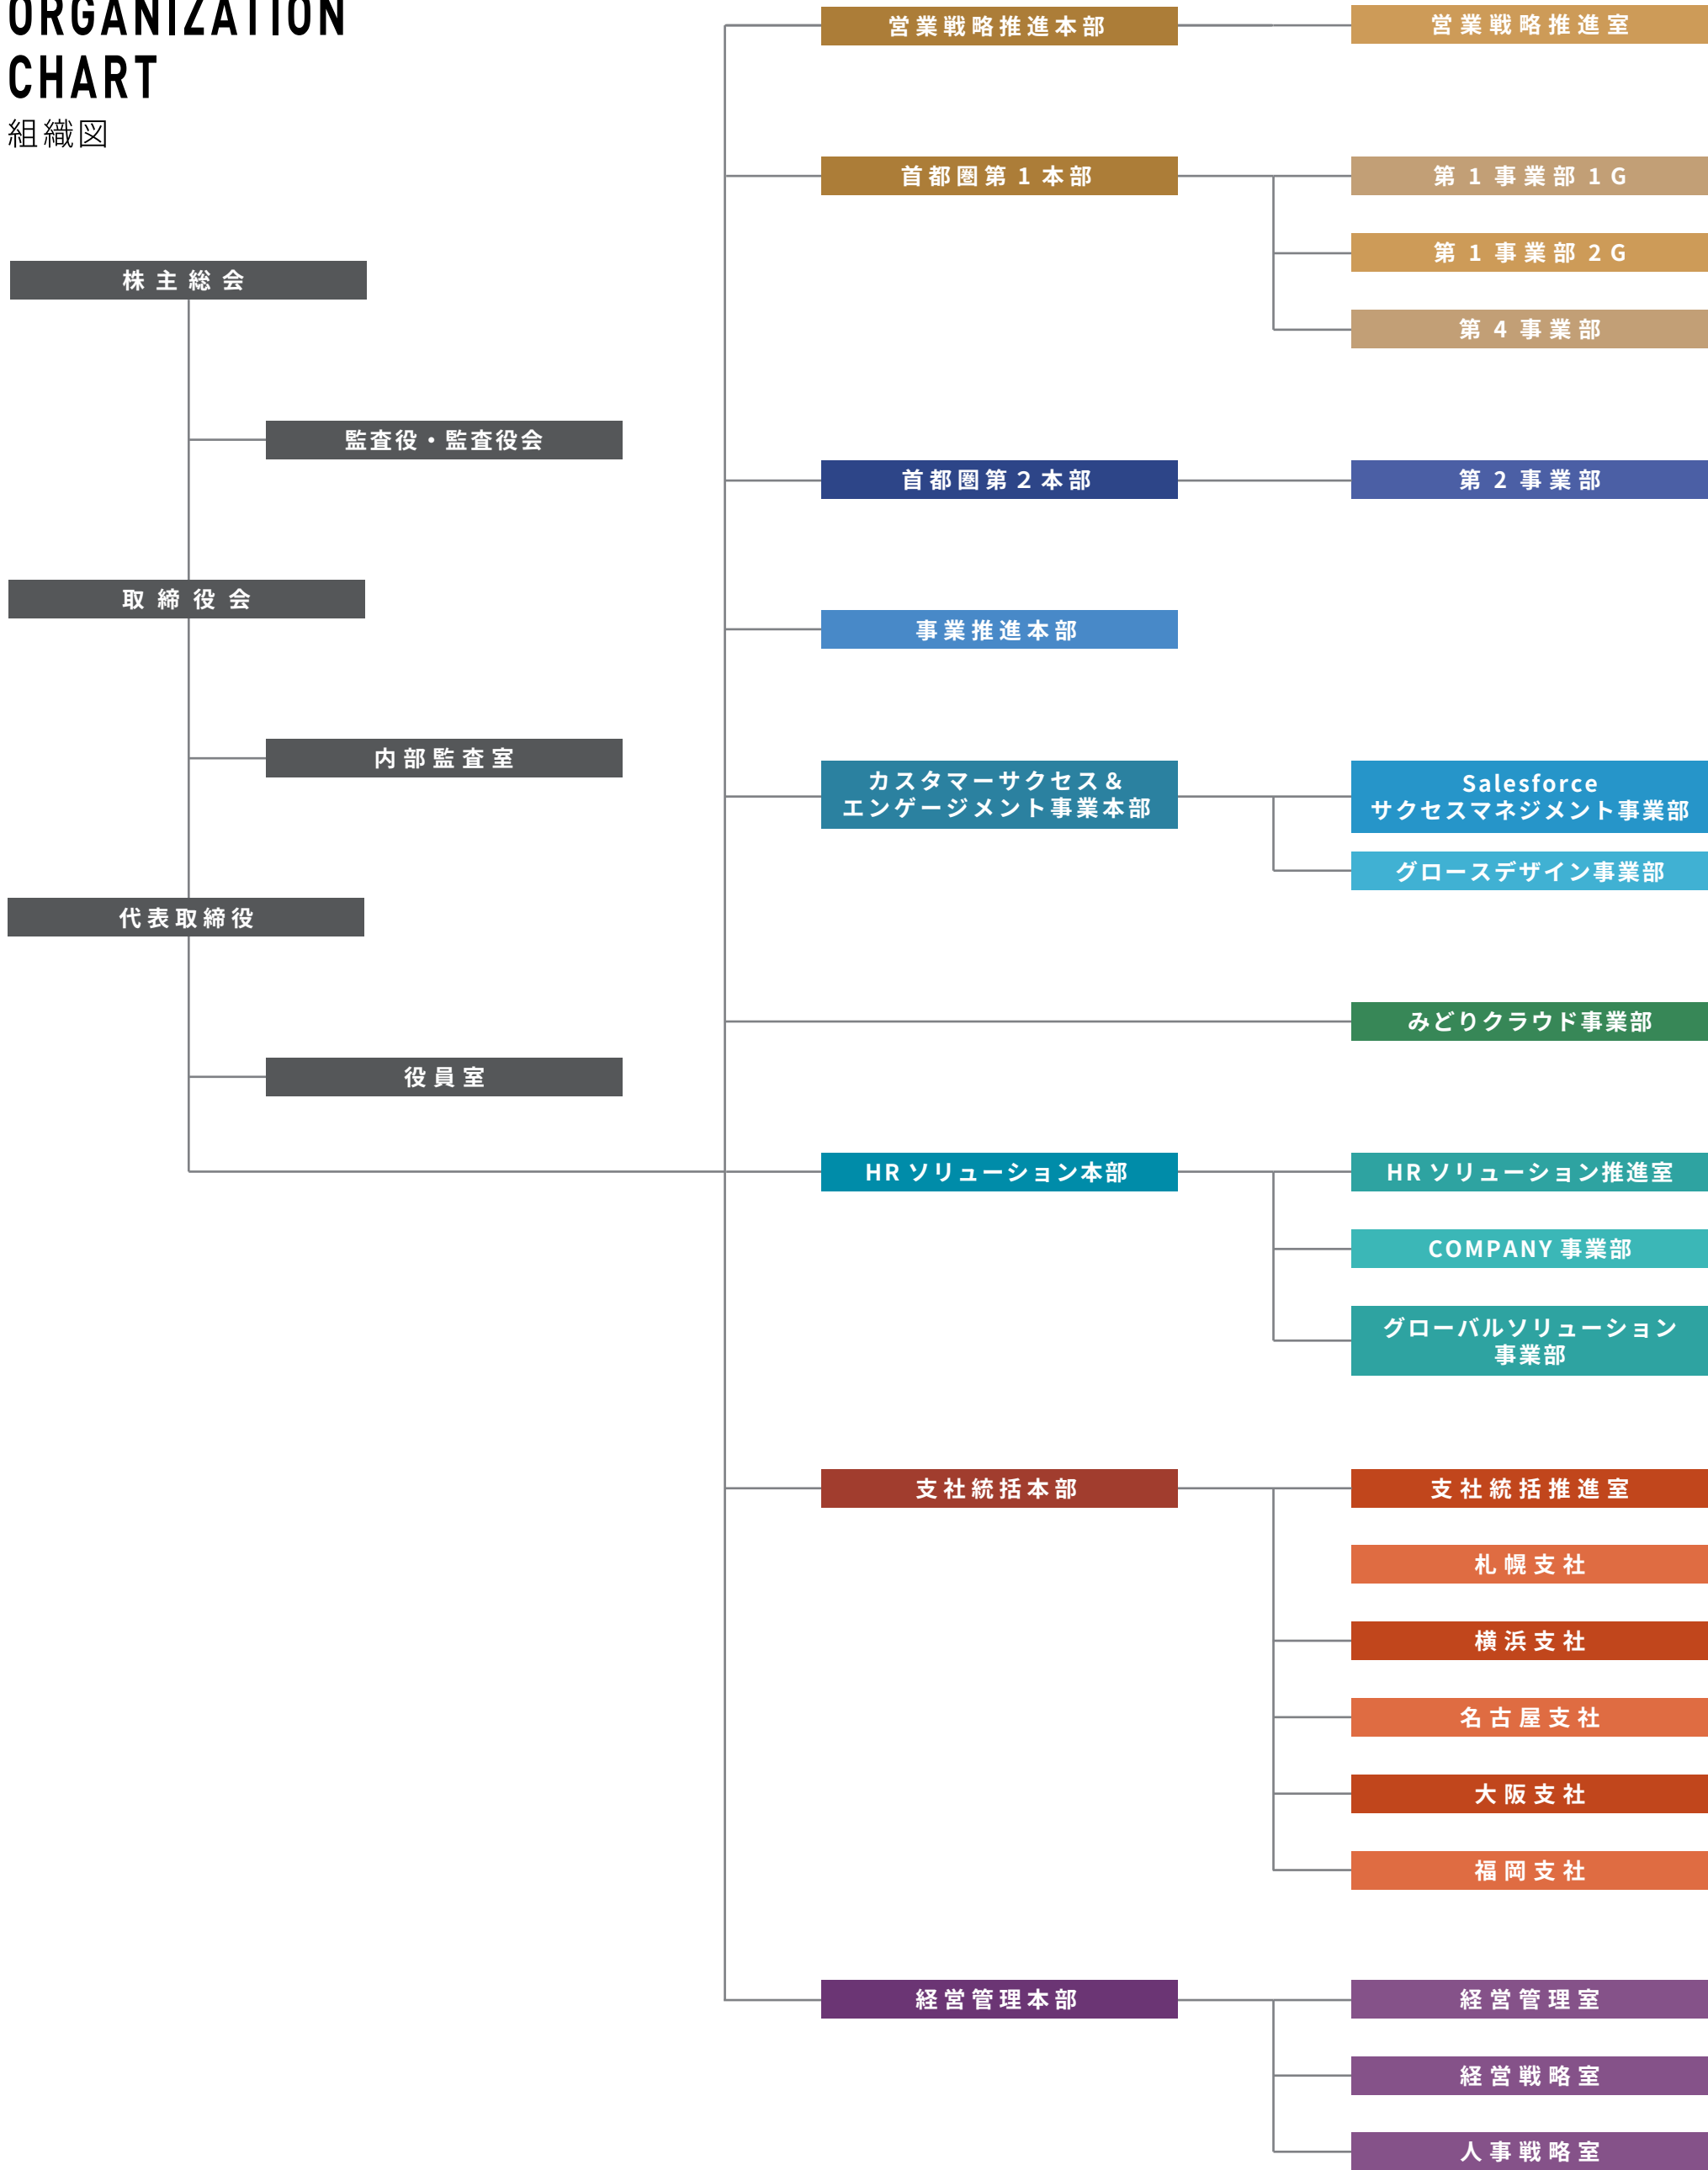 ORGANIZATION
CHART
組織図
株主総会
監査役・監査役会
取締役会
内部監査室
代表取締役
役員室
営業戦略推進本部
営業戦略推進室
首都圏第1本部
第1事業部1G
第1事業部2G
第4事業部
首都圏第2本部
第2事業部
事業推進本部
カスタマーサクセス&
エンゲージメント事業本部
Salesforce
サクセスマネジメント事業部
グロースデザイン事業部
みどりクラウド事業部
HRソリューション本部
HRソリューション推進室
COMPANY事業部
グローバルソリューション
事業部
支社統括本部
支社統括推進室
札幌支社
横浜支社
名古屋支社
大阪支社
福岡支社
経営管理本部
経営管理室
経営戦略室
人事戦略室